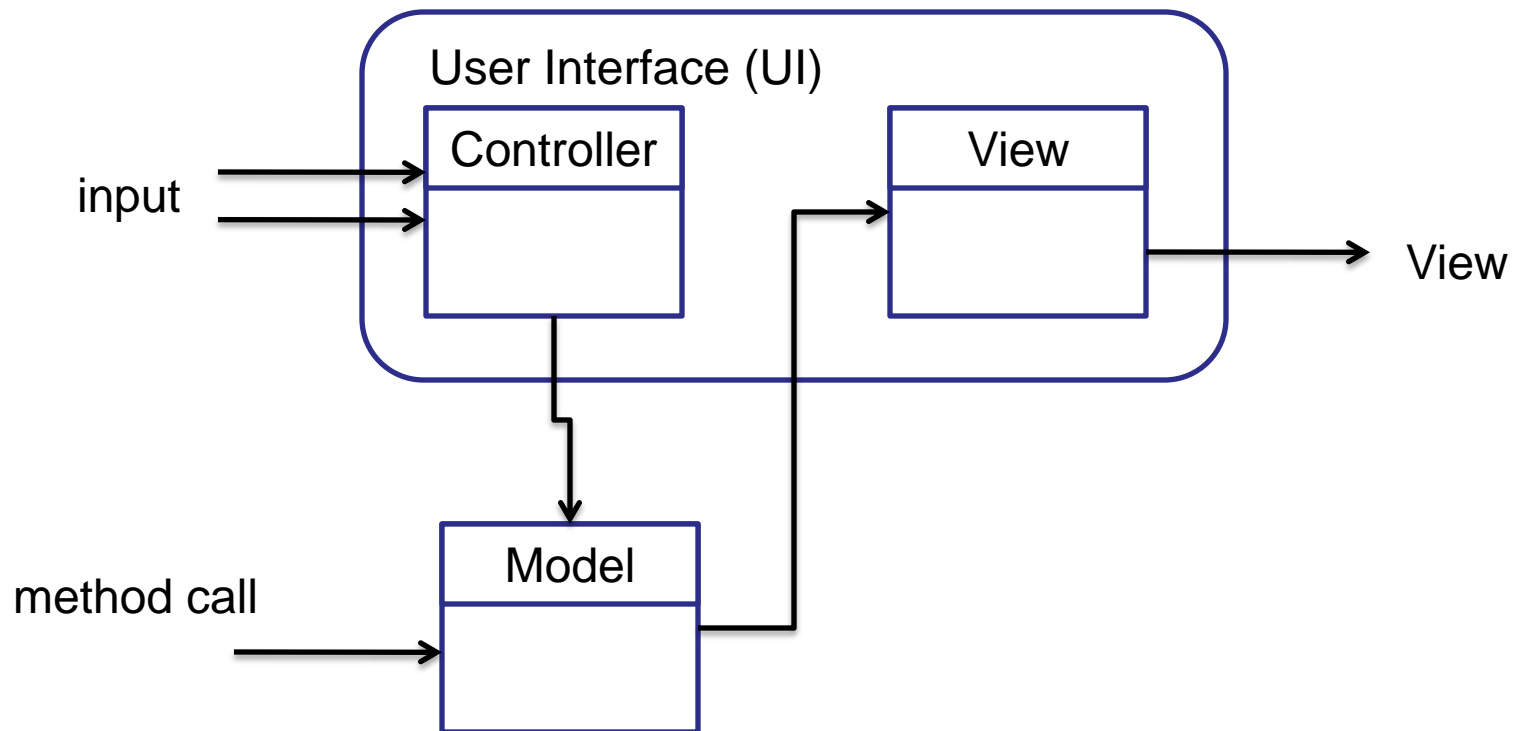 User Interface (UI)
Controller
View
input
View
Model
method call